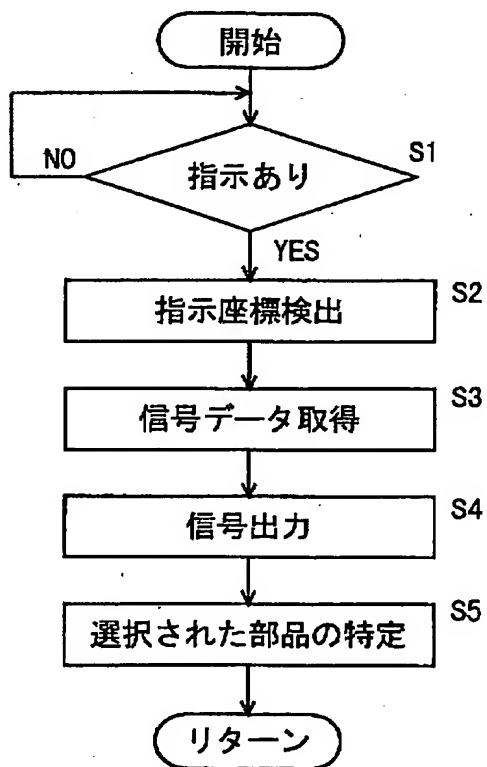 開始
NO
指示あり
S1
YES
指示座標検出
S2
信号データ取得
S3
信号出力
S4
選択された部品の特定
S5
リターン